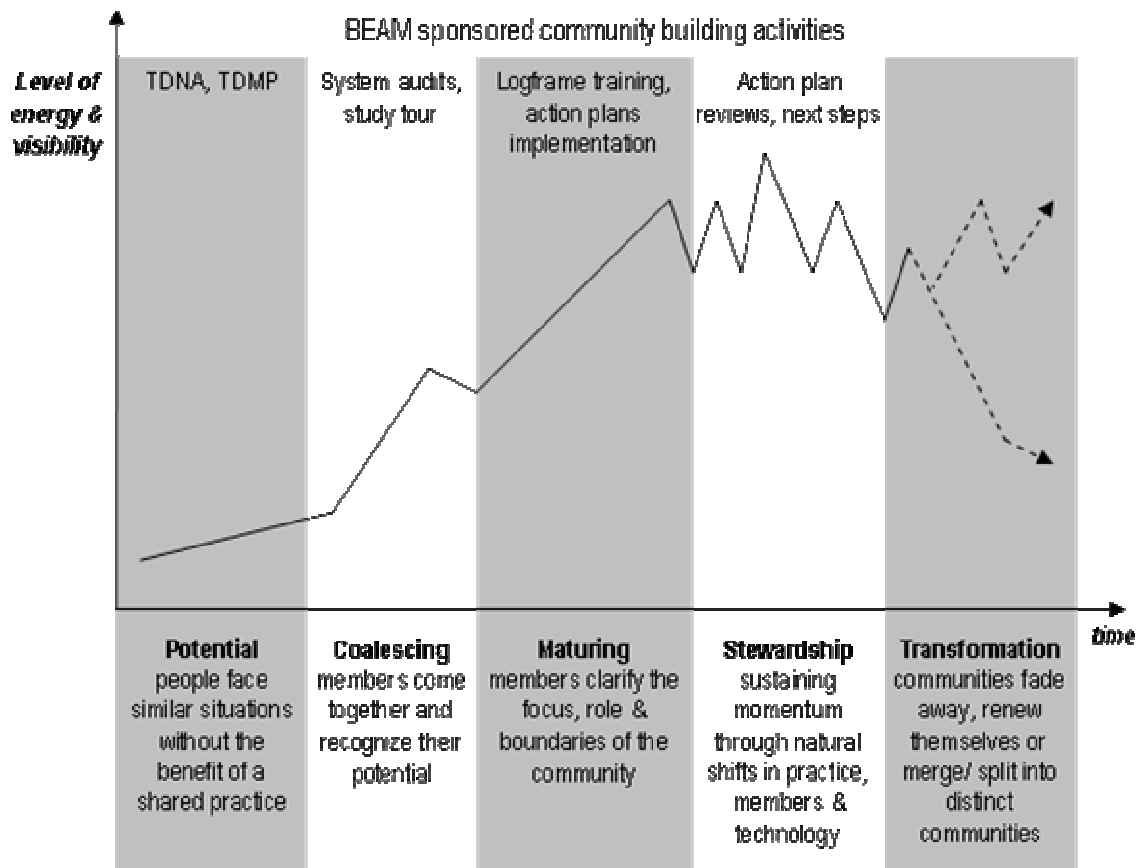 BEAM sponsored community building activities
Level of
energy &
visibility
TDNA, TDMP
System audits,
study tour
Logframe training,
action plans
implementation
Action plan
reviews, next steps
time
Potential
people face
similar situations
without the
benefit of a
shared practice
Coalescing
members come
together and
recognize their
potential
Maturing
members clarify the
focus, role &
boundaries of the
community
Stewardship
sustaining
momentum
through natural
shifts in practice,
members &
technology
Transformation
communities fade
away, renew
themselves or
merge/ split into
distinct
communities